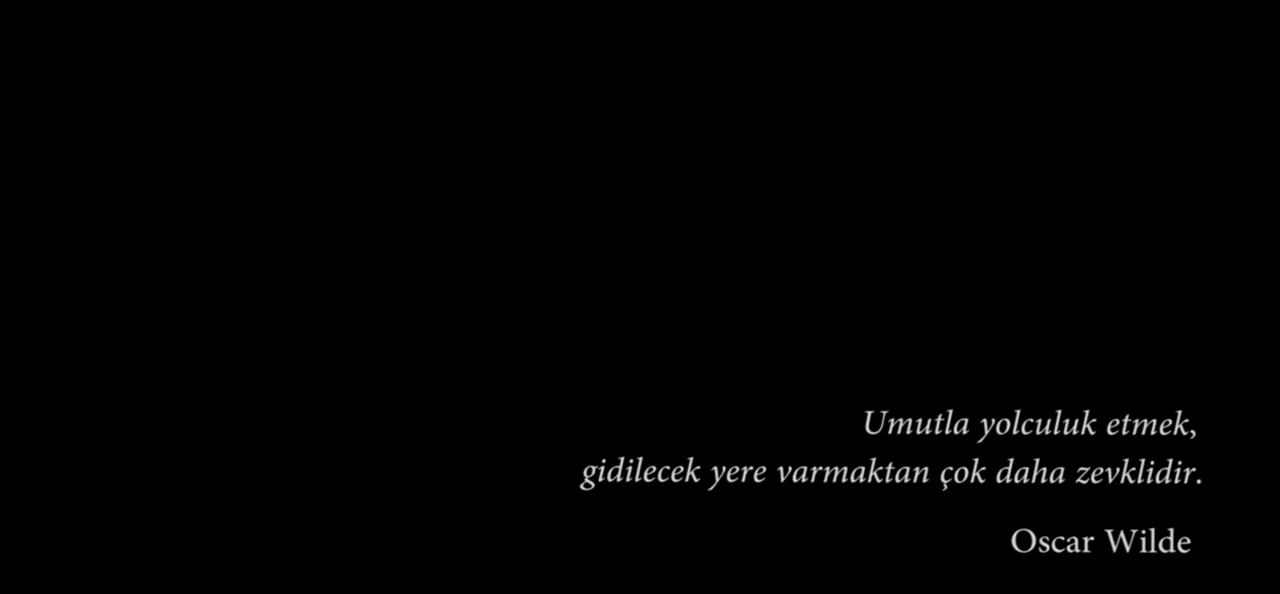 Umutla yolculuk etmek,
gidilecek yere varmaktan çok daha zevklidir.
Oscar Wilde